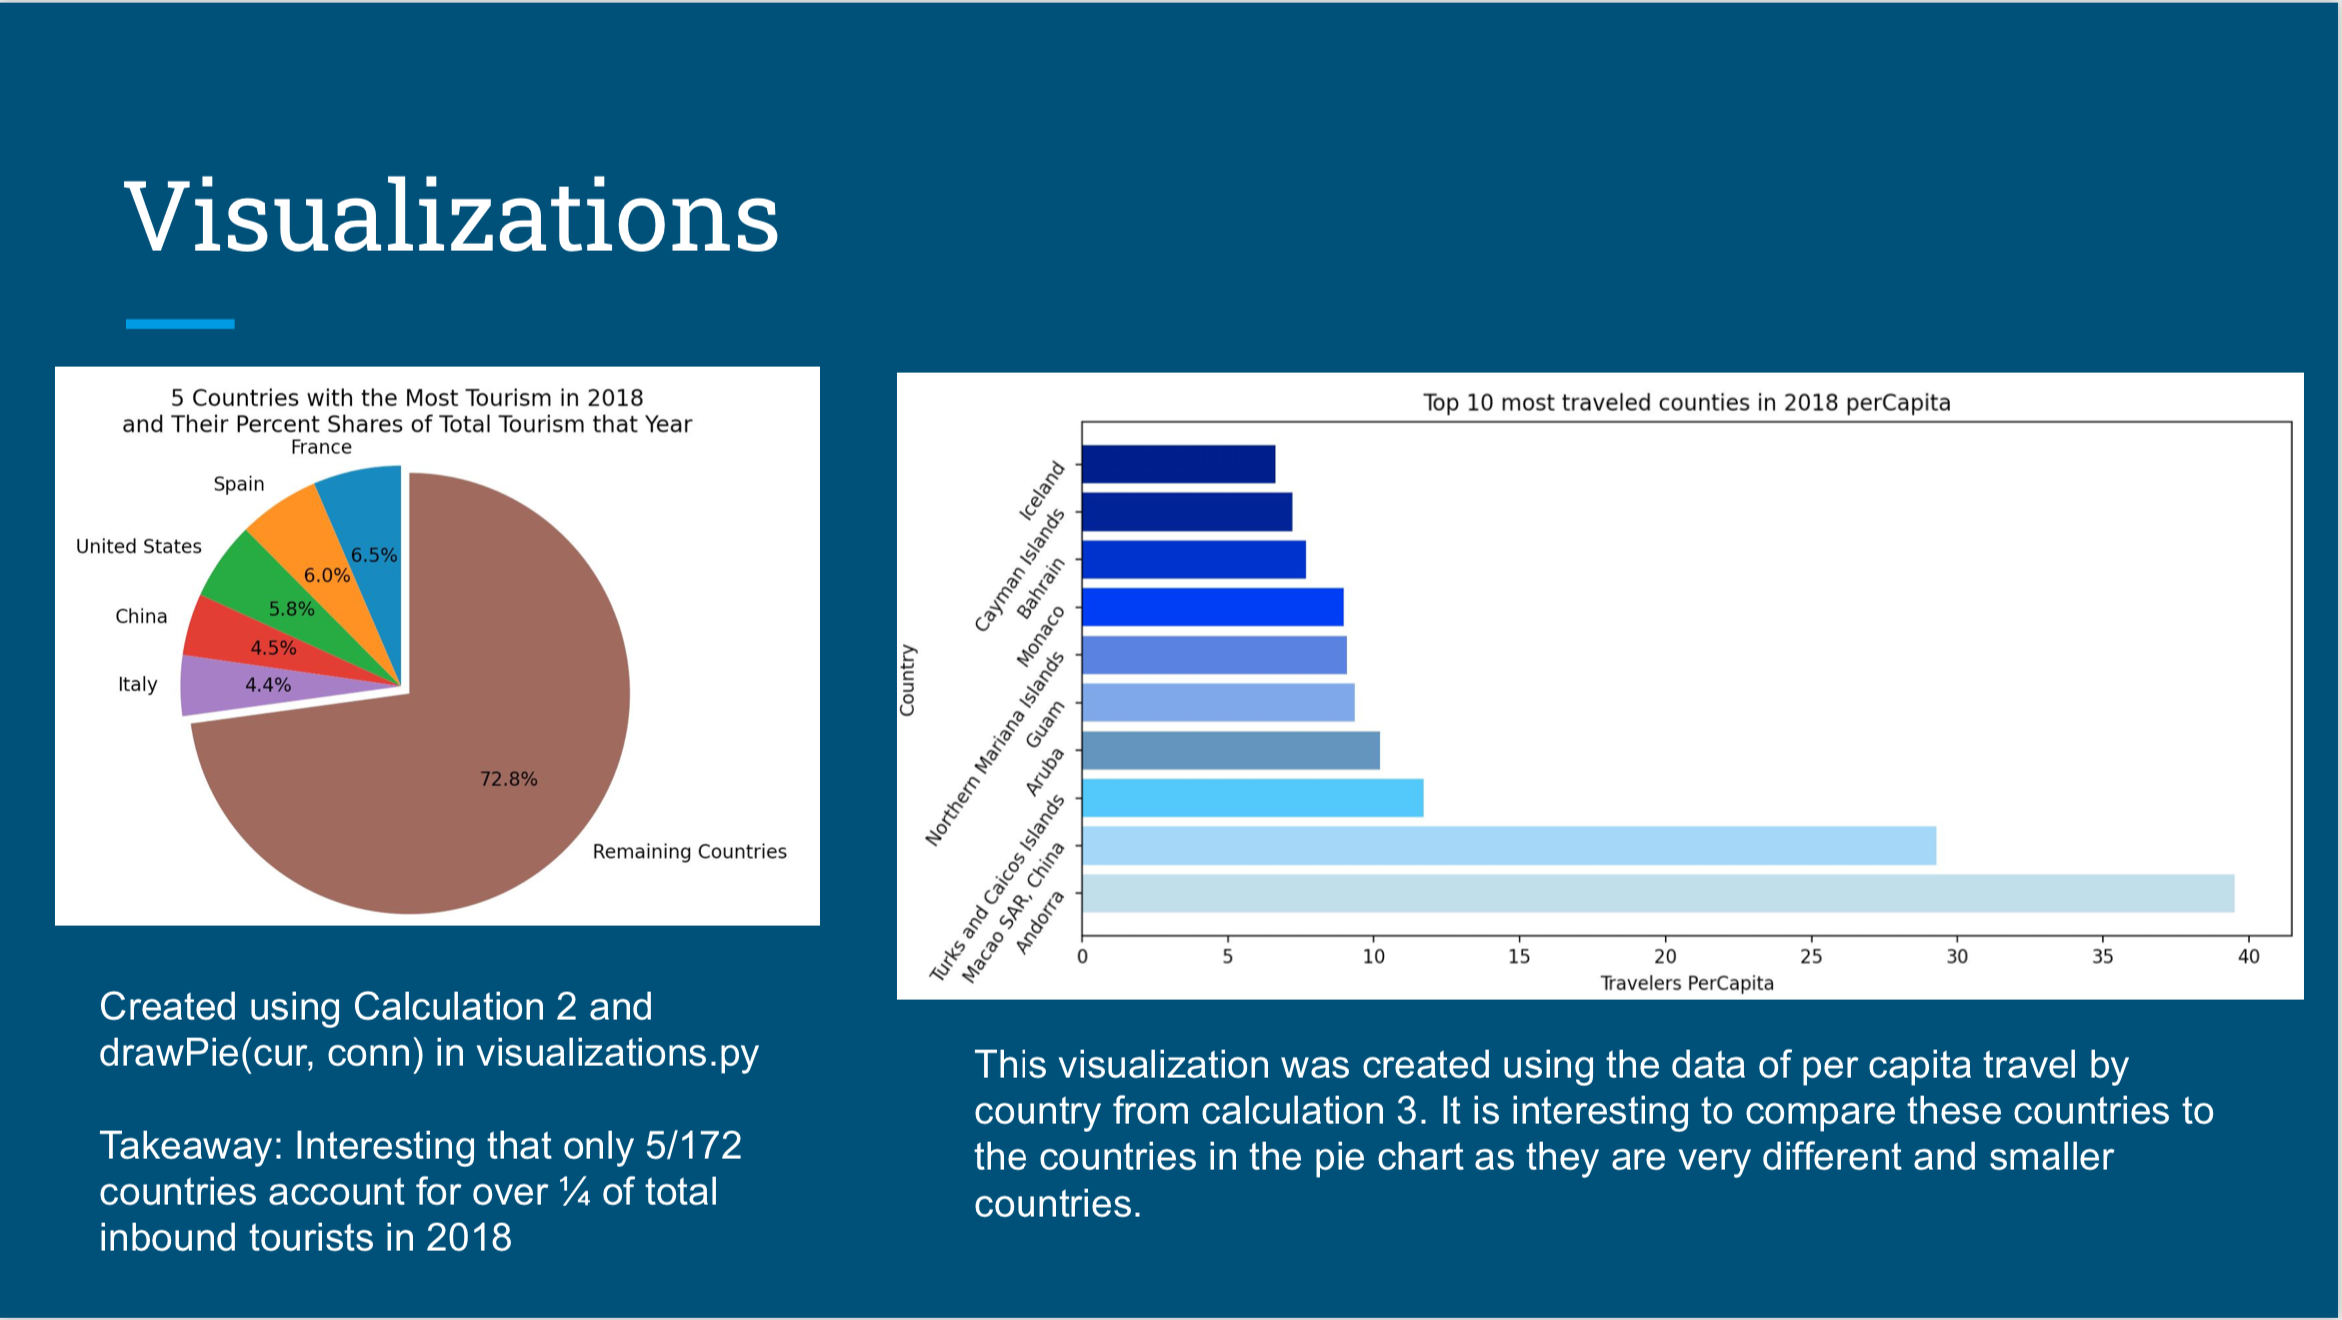 Visualizations
5 Countries with the Most Tourism in 2018
and Their Percent Shares of Total Tourism that Year
France
Spain
United States
China
Italy
6.5%
6.0%
5.8%
4.5%
4.4%
72.8%
Remaining Countries
Created using Calculation 2 and
drawPie(cur, conn) in visualizations.py
Takeaway: Interesting that only 5/172
countries account for over ¼ of total
inbound tourists in 2018
Top 10 most traveled counties in 2018 perCapita
Country
Iceland
Cayman Islands
Bahrain
Monaco
Northern Mariana Islands
Guam
Aruba
Turks and Caicos Islands
Macao SAR, China
Andorra
0 5 10 15 20 25 30 35 40
Travelers PerCapita
This visualization was created using the data of per capita travel by
country from calculation 3. It is interesting to compare these countries to
the countries in the pie chart as they are very different and smaller
countries.